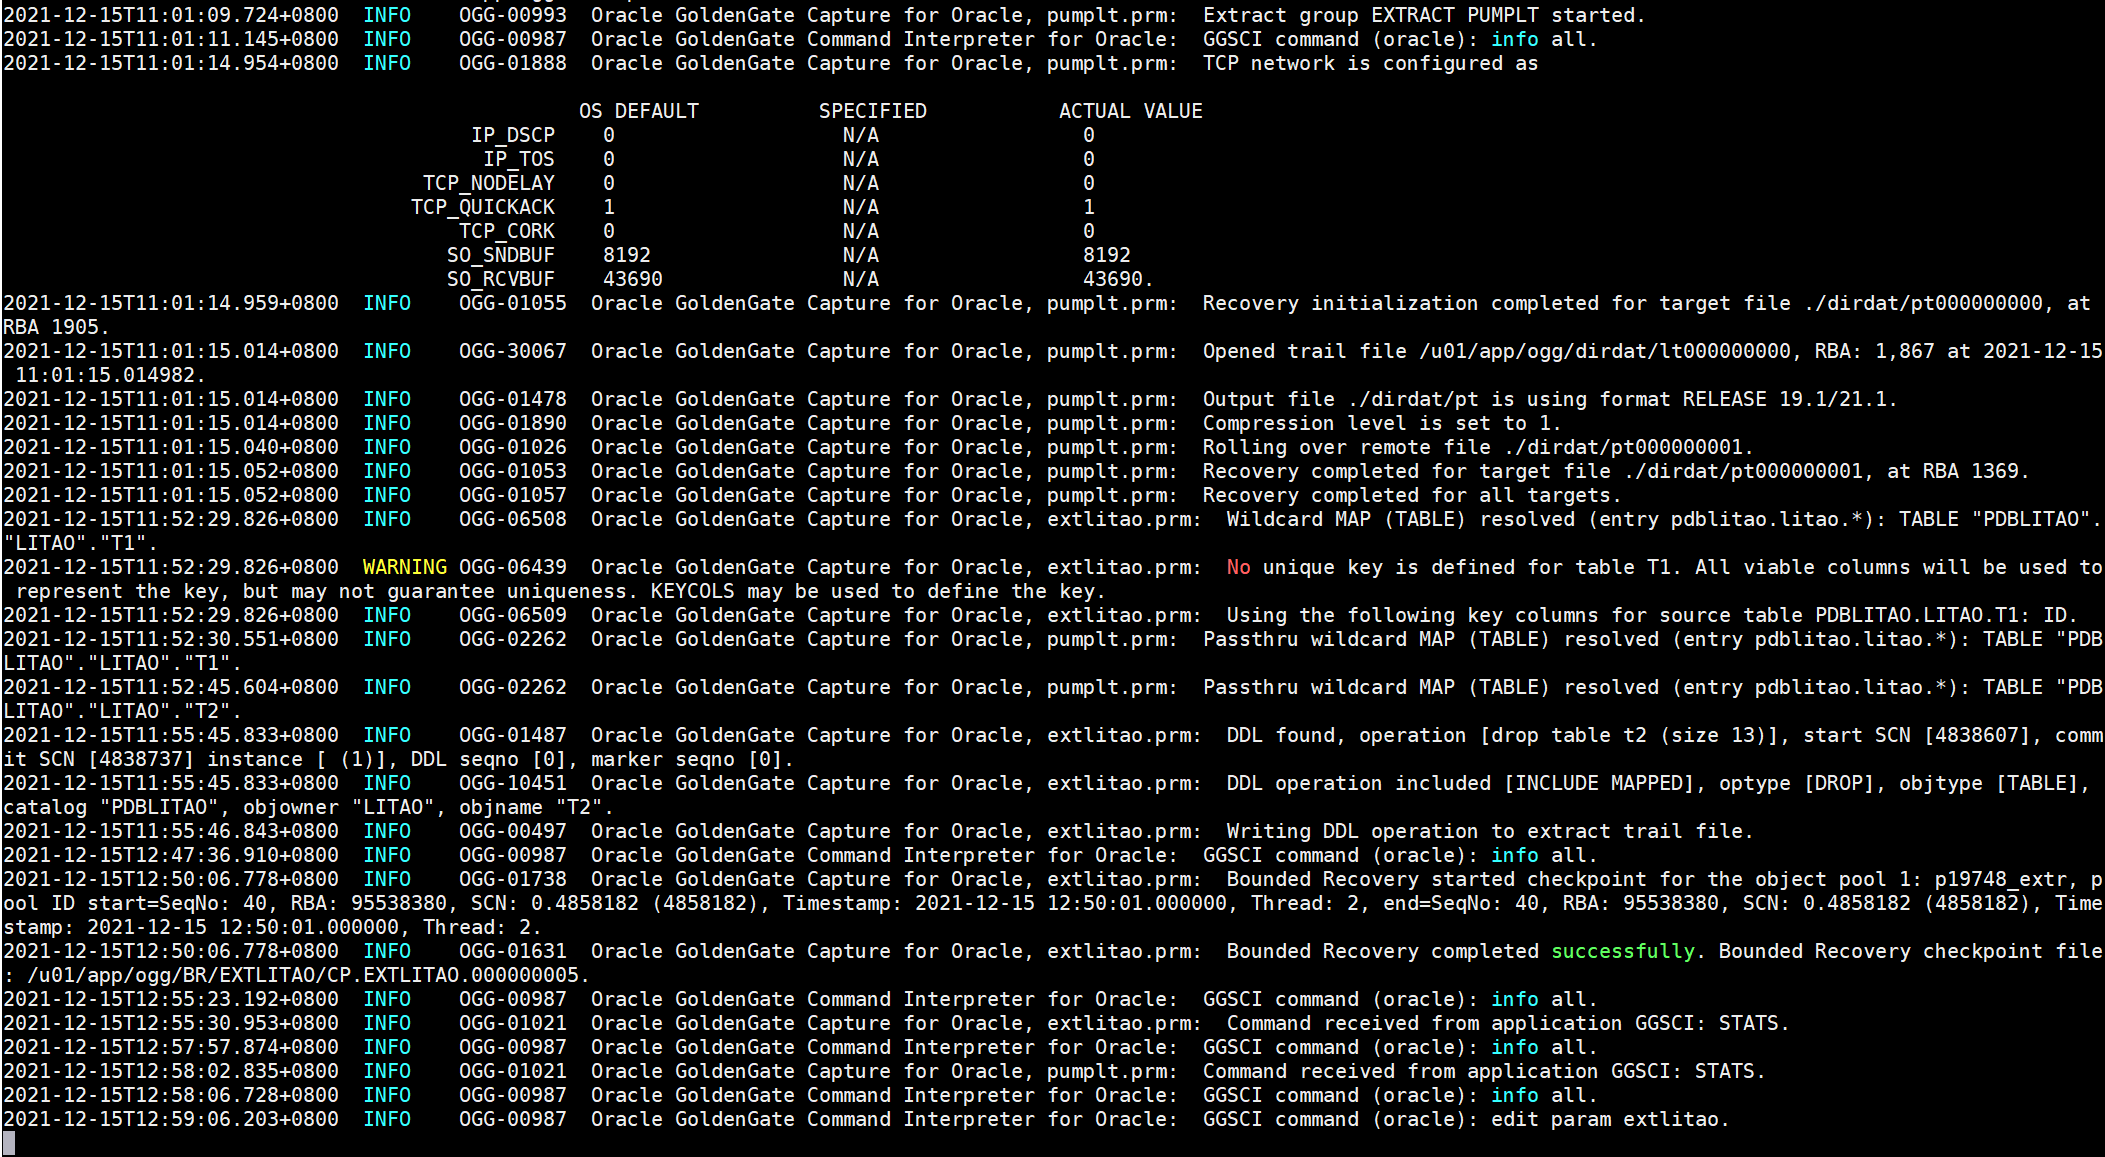 2021-12-15T11:01:09.724+0800  INFO    OGG-00993  Oracle GoldenGate Capture for Oracle, pumplt.prm:  Extract group EXTRACT PUMPLT started.
2021-12-15T11:01:11.145+0800  INFO    OGG-00987  Oracle GoldenGate Command Interpreter for Oracle:  GGSCI command (oracle): info all.
2021-12-15T11:01:14.954+0800  INFO    OGG-01888  Oracle GoldenGate Capture for Oracle, pumplt.prm:  TCP network is configured as
OS DEFAULT          SPECIFIED           ACTUAL VALUE
IP_DSCP    0                   N/A                 0
IP_TOS    0                   N/A                 0
TCP_NODELAY    0                   N/A                 0
TCP_QUICKACK    1                   N/A                 1
TCP_CORK    0                   N/A                 0
SO_SNDBUF    8192                N/A                 8192
SO_RCVBUF    43690               N/A                 43690.
2021-12-15T11:01:14.959+0800  INFO    OGG-01055  Oracle GoldenGate Capture for Oracle, pumplt.prm:  Recovery initialization completed for target file ./dirdat/pt000000000, at
RBA 1905.
2021-12-15T11:01:15.014+0800  INFO    OGG-30067  Oracle GoldenGate Capture for Oracle, pumplt.prm:  Opened trail file /u01/app/ogg/dirdat/lt000000000, RBA: 1,867 at 2021-12-15
11:01:15.014982.
2021-12-15T11:01:15.014+0800  INFO    OGG-01478  Oracle GoldenGate Capture for Oracle, pumplt.prm:  Output file ./dirdat/pt is using format RELEASE 19.1/21.1.
2021-12-15T11:01:15.014+0800  INFO    OGG-01890  Oracle GoldenGate Capture for Oracle, pumplt.prm:  Compression level is set to 1.
2021-12-15T11:01:15.040+0800  INFO    OGG-01026  Oracle GoldenGate Capture for Oracle, pumplt.prm:  Rolling over remote file ./dirdat/pt000000001.
2021-12-15T11:01:15.052+0800  INFO    OGG-01053  Oracle GoldenGate Capture for Oracle, pumplt.prm:  Recovery completed for target file ./dirdat/pt000000001, at RBA 1369.
2021-12-15T11:01:15.052+0800  INFO    OGG-01057  Oracle GoldenGate Capture for Oracle, pumplt.prm:  Recovery completed for all targets.
2021-12-15T11:52:29.826+0800  INFO    OGG-06508  Oracle GoldenGate Capture for Oracle, extlitao.prm:  Wildcard MAP (TABLE) resolved (entry pdblitao.litao.*): TABLE "PDBLITAO".
"LITAO"."T1".
2021-12-15T11:52:29.826+0800  WARNING OGG-06439  Oracle GoldenGate Capture for Oracle, extlitao.prm:  No unique key is defined for table T1. All viable columns will be used to
represent the key, but may not guarantee uniqueness. KEYCOLS may be used to define the key.
2021-12-15T11:52:29.826+0800  INFO    OGG-06509  Oracle GoldenGate Capture for Oracle, extlitao.prm:  Using the following key columns for source table PDBLITAO.LITAO.T1: ID.
2021-12-15T11:52:30.551+0800  INFO    OGG-02262  Oracle GoldenGate Capture for Oracle, pumplt.prm:  Passthru wildcard MAP (TABLE) resolved (entry pdblitao.litao.*): TABLE "PDB
LITAO"."LITAO"."T1".
2021-12-15T11:52:45.604+0800  INFO    OGG-02262  Oracle GoldenGate Capture for Oracle, pumplt.prm:  Passthru wildcard MAP (TABLE) resolved (entry pdblitao.litao.*): TABLE "PDB
LITAO"."LITAO"."T2".
2021-12-15T11:55:45.833+0800  INFO    OGG-01487  Oracle GoldenGate Capture for Oracle, extlitao.prm:  DDL found, operation [drop table t2 (size 13)], start SCN [4838607], comm
it SCN [4838737] instance [ (1)], DDL seqno [0], marker seqno [0].
2021-12-15T11:55:45.833+0800  INFO    OGG-10451  Oracle GoldenGate Capture for Oracle, extlitao.prm:  DDL operation included [INCLUDE MAPPED], optype [DROP], objtype [TABLE],
catalog "PDBLITAO", objowner "LITAO", objname "T2".
2021-12-15T11:55:46.843+0800  INFO    OGG-00497  Oracle GoldenGate Capture for Oracle, extlitao.prm:  Writing DDL operation to extract trail file.
2021-12-15T12:47:36.910+0800  INFO    OGG-00987  Oracle GoldenGate Command Interpreter for Oracle:  GGSCI command (oracle): info all.
2021-12-15T12:50:06.778+0800  INFO    OGG-01738  Oracle GoldenGate Capture for Oracle, extlitao.prm:  Bounded Recovery started checkpoint for the object pool 1: p19748_extr, p
ool ID start=SeqNo: 40, RBA: 95538380, SCN: 0.4858182 (4858182), Timestamp: 2021-12-15 12:50:01.000000, Thread: 2, end=SeqNo: 40, RBA: 95538380, SCN: 0.4858182 (4858182), Time
stamp: 2021-12-15 12:50:01.000000, Thread: 2.
2021-12-15T12:50:06.778+0800  INFO    OGG-01631  Oracle GoldenGate Capture for Oracle, extlitao.prm:  Bounded Recovery completed successfully. Bounded Recovery checkpoint file
: /u01/app/ogg/BR/EXTLITAO/CP.EXTLITAO.000000005.
2021-12-15T12:55:23.192+0800  INFO    OGG-00987  Oracle GoldenGate Command Interpreter for Oracle:  GGSCI command (oracle): info all.
2021-12-15T12:55:30.953+0800  INFO    OGG-01021  Oracle GoldenGate Capture for Oracle, extlitao.prm:  Command received from application GGSCI: STATS.
2021-12-15T12:57:57.874+0800  INFO    OGG-00987  Oracle GoldenGate Command Interpreter for Oracle:  GGSCI command (oracle): info all.
2021-12-15T12:58:02.835+0800  INFO    OGG-01021  Oracle GoldenGate Capture for Oracle, pumplt.prm:  Command received from application GGSCI: STATS.
2021-12-15T12:58:06.728+0800  INFO    OGG-00987  Oracle GoldenGate Command Interpreter for Oracle:  GGSCI command (oracle): info all.
2021-12-15T12:59:06.203+0800  INFO    OGG-00987  Oracle GoldenGate Command Interpreter for Oracle:  GGSCI command (oracle): edit param extlitao.